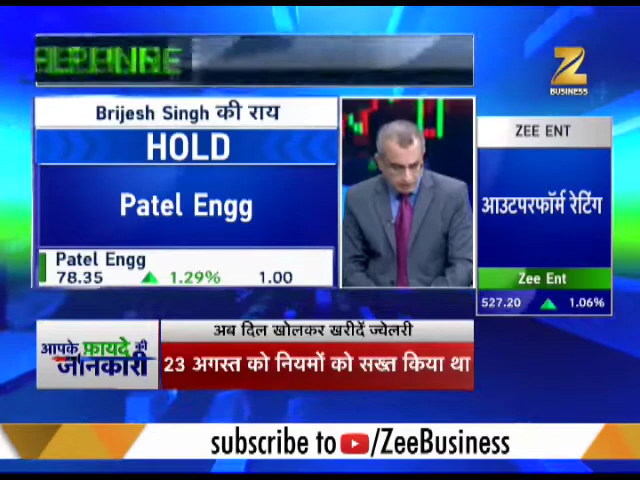 ZEE
BUSINESS
Brijesh Singh की राय
HOLD
Patel Engg
Patel Engg
78.35 1.29% 1.00
ZEE ENT
आउटपरफॉर्म रेटिंग
Zee Ent
527.20 1.06%
आपके फ़ायदे की
जानकारी
अब दिल खोलकर खरीदें ज्वेलरी
23 अगस्त को नियमों को सख्त किया था
subscribe to /ZeeBusiness